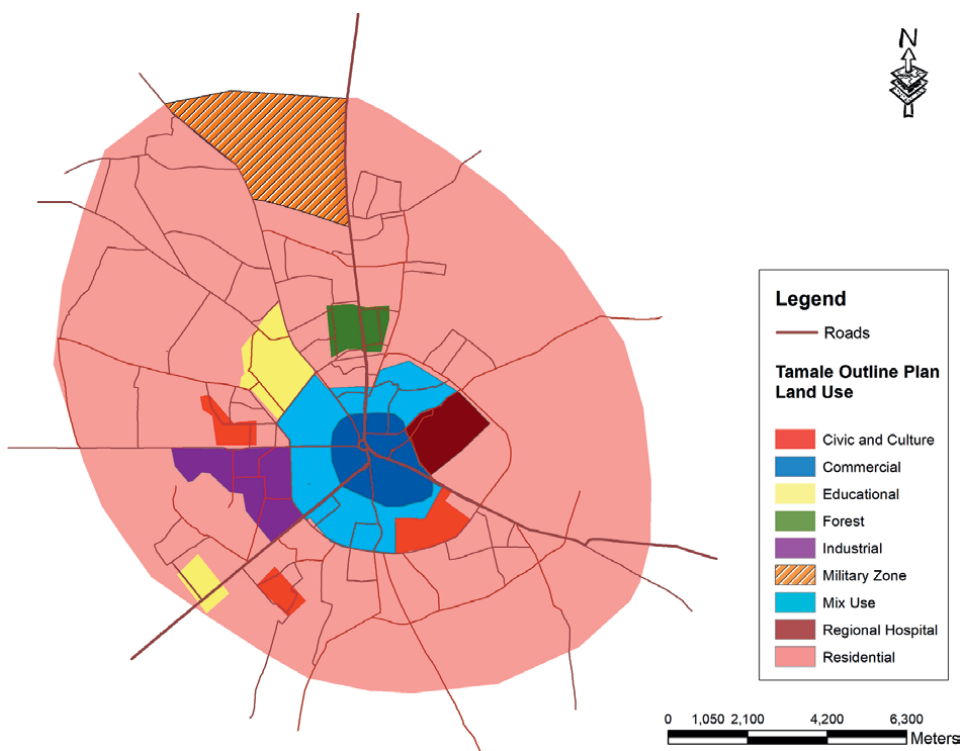 N
Legend
Roads
Tamale Outline Plan
Land Use
Civic and Culture
Commercial
Educational
Forest
Industrial
Military Zone
Mix Use
Regional Hospital
Residential
0 1,050 2,100 4,200 6,300
Meters